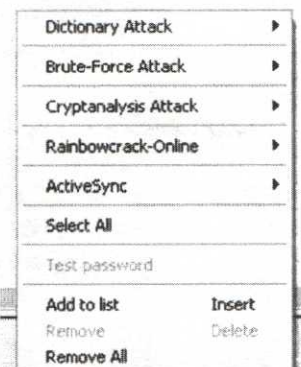 Dictionary Attack
Brute-Force Attack
Cryptanalysis Attack
Rainbowcrack-Online
ActiveSync
Select All
Test password
Add to list Insert
Remove Delete
Remove All